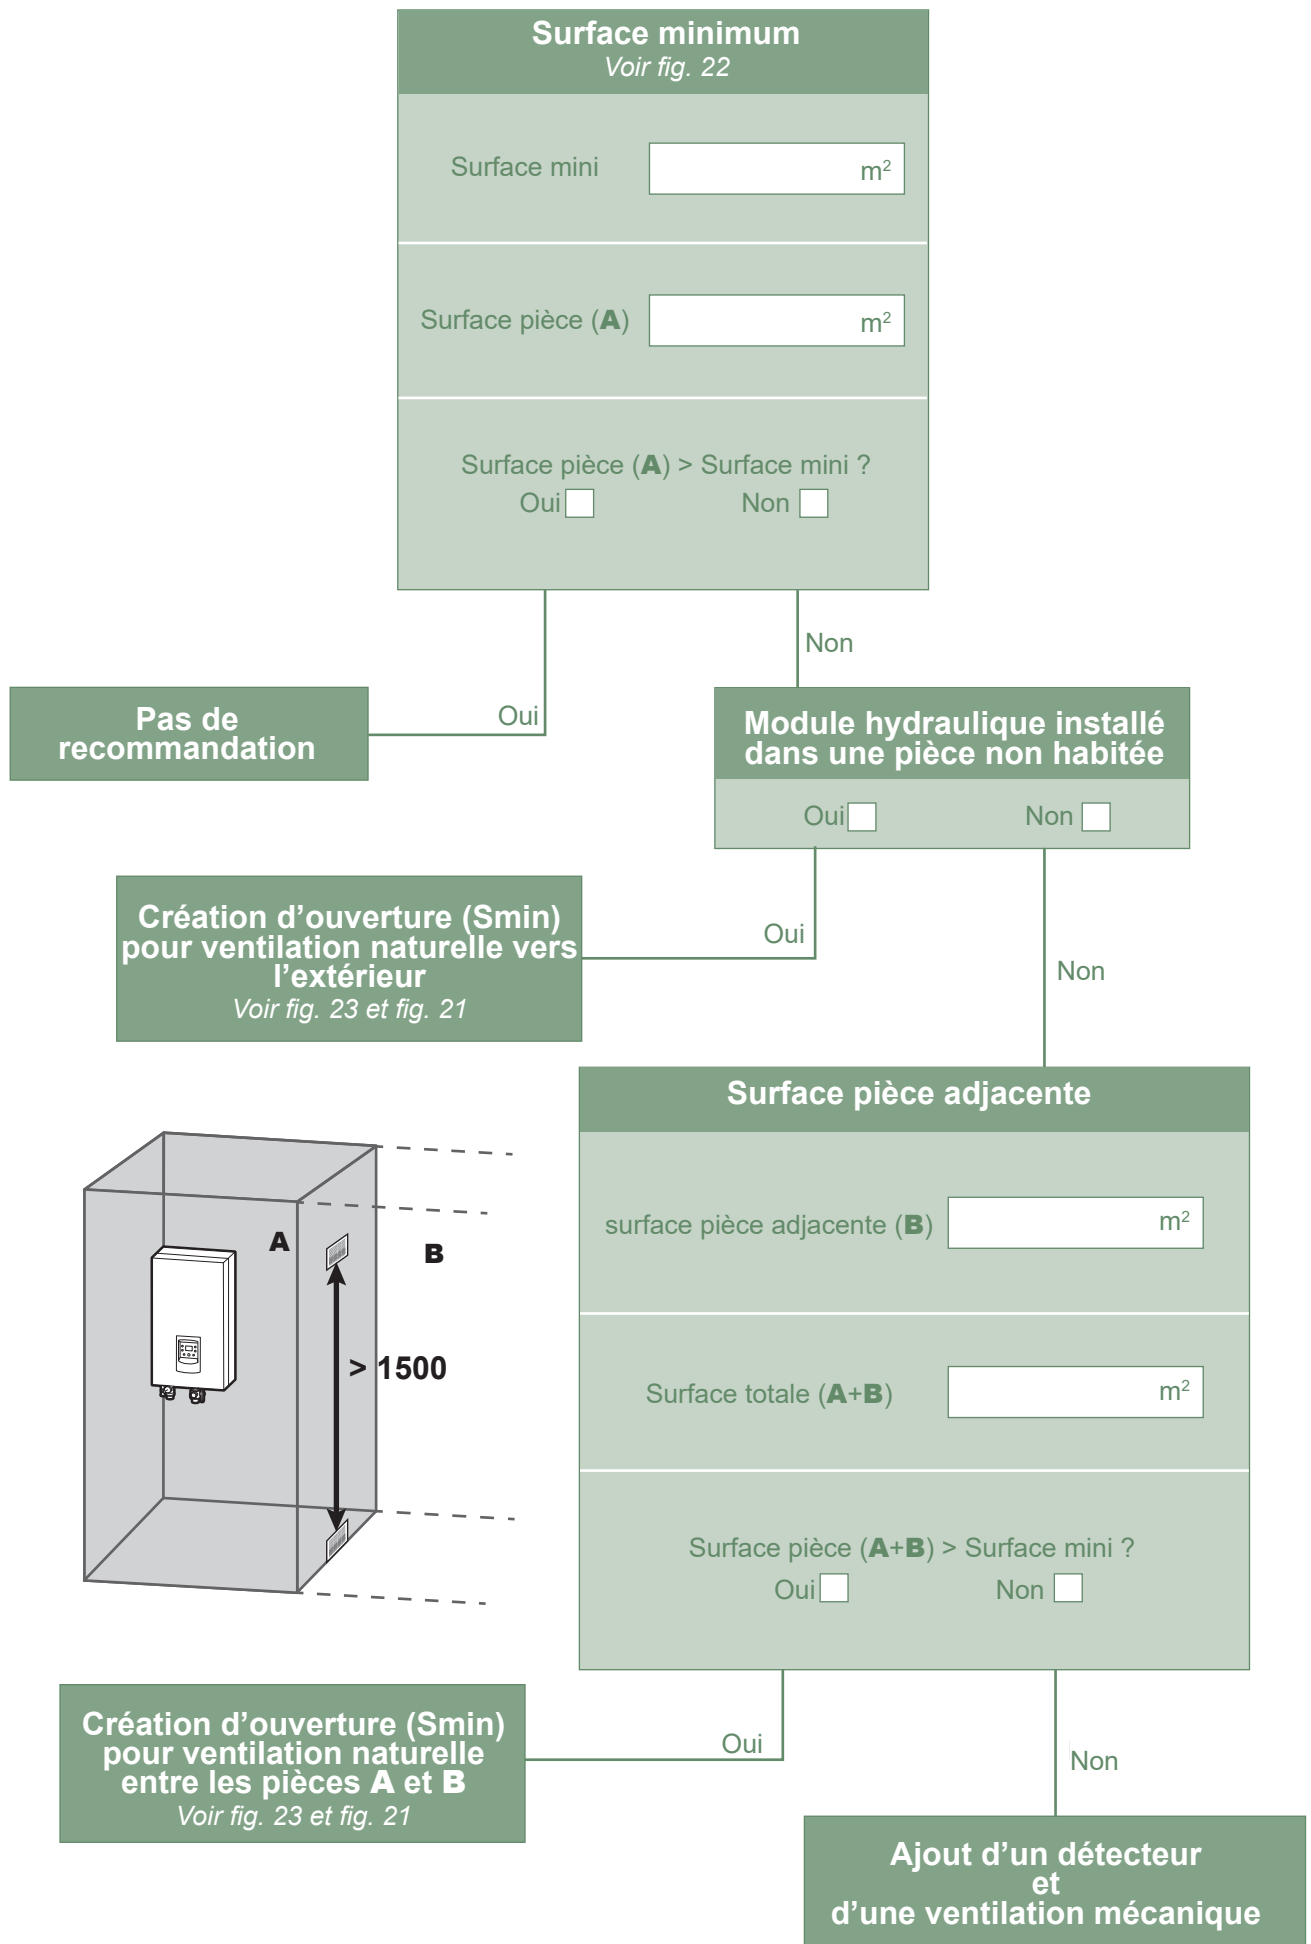 Surface minimum
Voir fig. 22
Surface mini
m²
Surface pièce (A)
m²
Surface pièce (A) > Surface mini ?
Oui
Non
Non
Oui
Pas de
recommandation
Module hydraulique installé
dans une pièce non habitée
Oui
Non
Oui
Non
Création d’ouverture (Smin)
pour ventilation naturelle vers
l’extérieur
Voir fig. 23 et fig. 21
Surface pièce adjacente
surface pièce adjacente (B)
m²
Surface totale (A+B)
m²
Surface pièce (A+B) > Surface mini ?
Oui
Non
A
B
> 1500
Oui
Non
Création d’ouverture (Smin)
pour ventilation naturelle
entre les pièces A et B
Voir fig. 23 et fig. 21
Ajout d’un détecteur
et
d’une ventilation mécanique